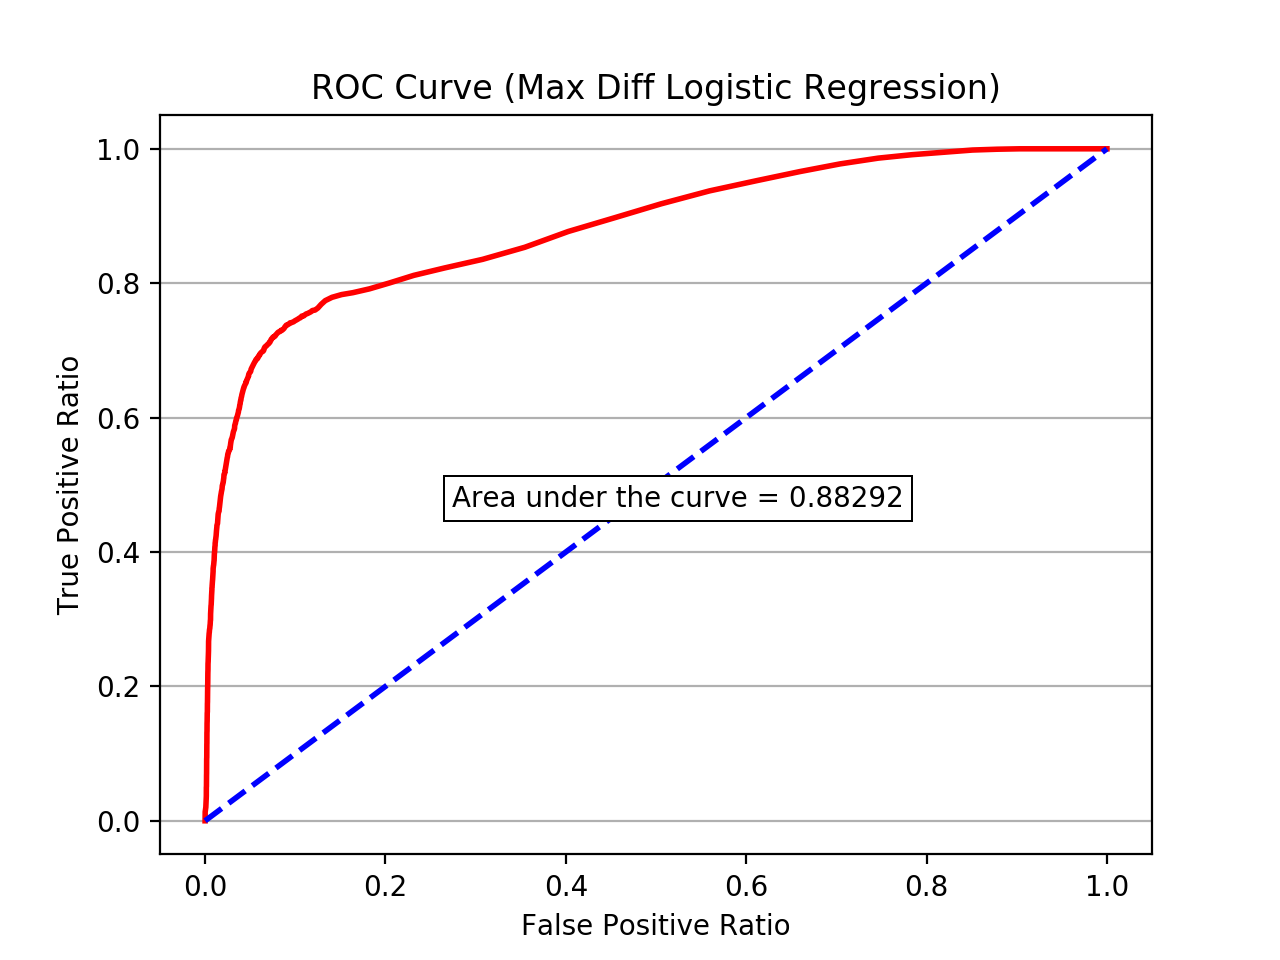 ROC Curve (Max Diff Logistic Regression)
1.0
0.8
0.6
0.4
0.2
0.0
True Positive Ratio
Area under the curve = 0.88292
0.0 0.2 0.4 0.6 0.8 1.0
False Positive Ratio